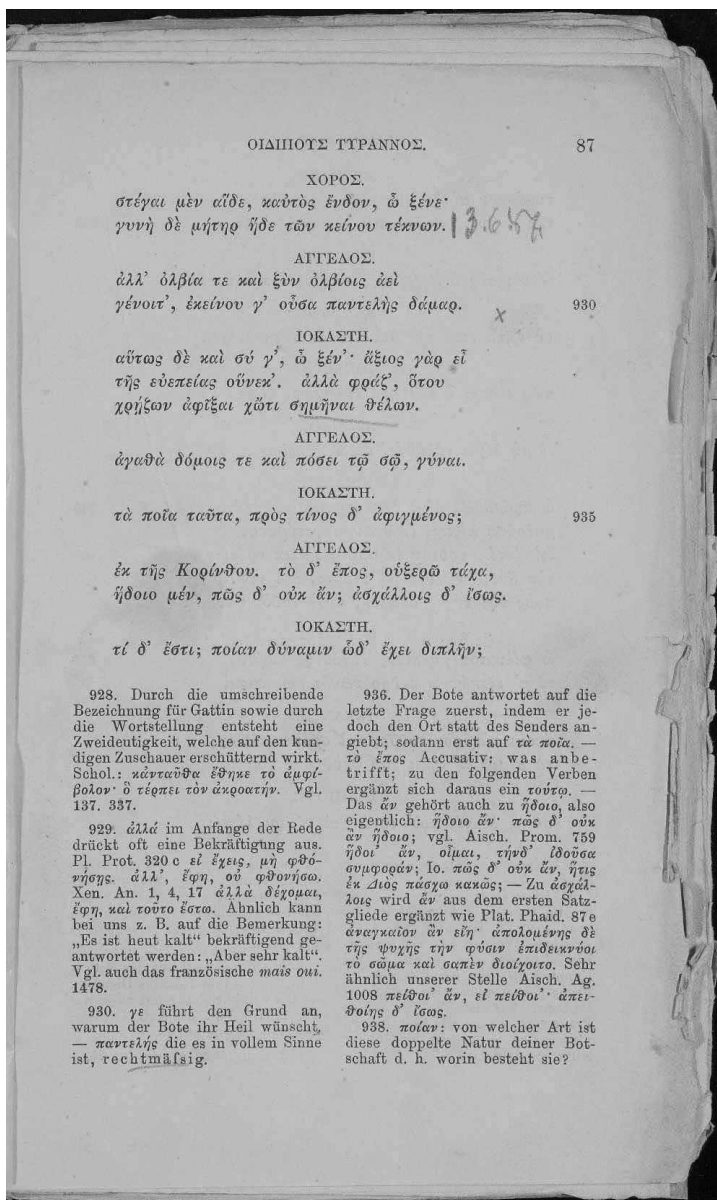 ΟΙΔΙΠΟΥΣ ΤΥΡΑΝΝΟΣ. 87
ΧΟΡΟΣ.
στέγαι μὲν αἵδε, καὐτὸς ἔνδον, ὦ ξένε·
γυνὴ δὲ μήτηρ ἥδε τῶν κείνου τέκνων.
ΑΓΓΕΛΟΣ.
ἀλλ’ ὀλβία τε καὶ ξὺν ὀλβίοις ἀεὶ
γένοιτ’, ἐκείνου γ’ οὖσα παντελὴς δάμαρ. 930
ΙΟΚΑΣΤΗ.
αὔτως δὲ καὶ σύ γ’, ὦ ξέν’· ἄξιος γὰρ εἶ
τῆς εὐεπείας οὕνεκ’. ἀλλὰ φράζ’, ὅτου
χρῄζων ἀφῖξαι χὤτι σημῆναι θέλων.
ΑΓΓΕΛΟΣ.
ἀγαθὰ δόμοις τε καὶ πόσει τῷ σῷ, γύναι.
ΙΟΚΑΣΤΗ.
τὰ ποῖα ταῦτα, πρὸς τίνος δ’ ἀφιγμένος; 935
ΑΓΓΕΛΟΣ.
ἐκ τῆς Κορίνθου. τὸ δ’ ἔπος, οὑξερῶ τάχα,
ἥδοιο μέν, πῶς δ’ οὐκ ἄν; ἀσχάλλοις δ’ ἴσως.
ΙΟΚΑΣΤΗ.
τί δ’ ἔστι; ποίαν δύναμιν ὧδ’ ἔχει διπλῆν;
928. Durch die umschreibende
Bezeichnung für Gattin sowie durch
die Wortstellung entsteht eine
Zweideutigkeit, welche auf den kun-
digen Zuschauer erschütternd wirkt.
Schol.: κἀνταῦθα ἔθηκε τὸ ἀμφί-
βολον· ὃ τέρπει τὸν ἀκροατήν. Vgl.
137. 337.
929. ἀλλά im Anfange der Rede
drückt oft eine Bekräftigung aus.
Pl. Prot. 320 c εἰ ἔχεις, μὴ φθό-
νήσῃς. ἀλλ’, ἔφη, οὐ φθονήσω.
Xen. An. 1, 4, 17 ἀλλὰ δέχομαι,
ἔφη, καὶ τοῦτο ἔστω. Ähnlich kann
bei uns z. B. auf die Bemerkung:
„Es ist heut kalt“ bekräftigend ge-
antwortet werden: „Aber sehr kalt“.
Vgl. auch das französische mais oui.
1478.
930. γε führt den Grund an,
warum der Bote ihr Heil wünscht,
— παντελής die es in vollem Sinne
ist, rechtmäfsig.
936. Der Bote antwortet auf die
letzte Frage zuerst, indem er je-
doch den Ort statt des Senders an-
giebt; sodann erst auf τὰ ποῖα. —
τὸ ἔπος Accusativ: was anbe-
trifft; zu den folgenden Verben
ergänzt sich daraus ein τούτῳ. —
Das ἄν gehört auch zu ἥδοιο, also
eigentlich: ἥδοιο ἄν· πῶς δ’ οὐκ
ἂν ἥδοιο; vgl. Aisch. Prom. 759
ἥδοι’ ἄν, οἶμαι, τήνδ’ ἰδοῦσα
συμφοράν; Io. πῶς δ’ οὐκ ἄν, ἥτις
ἐκ Διὸς πάσχω κακῶς; — Zu ἀσχάλ-
λοις wird ἄν aus dem ersten Satz-
gliede ergänzt wie Plat. Phaid. 87 e
ἀναγκαῖον ἂν εἴη· ἀπολομένης δὲ
τῆς ψυχῆς τὴν φύσιν ἐπιδεικνύοι
τὸ σῶμα καὶ σαπὲν διοίχοιτο. Sehr
ähnlich unserer Stelle Aisch. Ag.
1008 πείθοι’ ἄν, εἰ πείθοι’· ἀπει-
θοίης δ’ ἴσως.
938. ποίαν: von welcher Art ist
diese doppelte Natur deiner Bot-
schaft d. h. worin besteht sie?